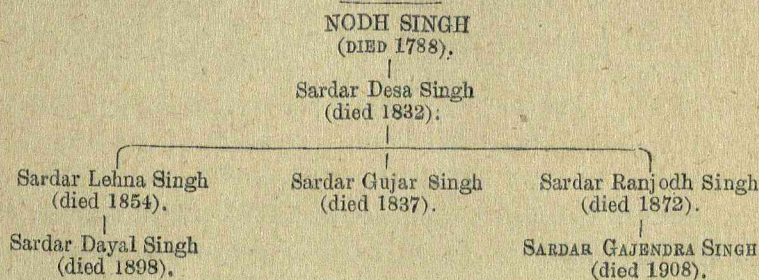 NODH SINGH
(DIED 1788).
Sardar Desa Singh
(died 1832):
Sardar Lehna Singh
(died 1854).
Sardar Gujar Singh
(died 1837).
Sardar Ranjodh Singh
(died 1872).
Sardar Dayal Singh
(died 1898).
SARDAR GAJENDRA SINGH
(died 1908).